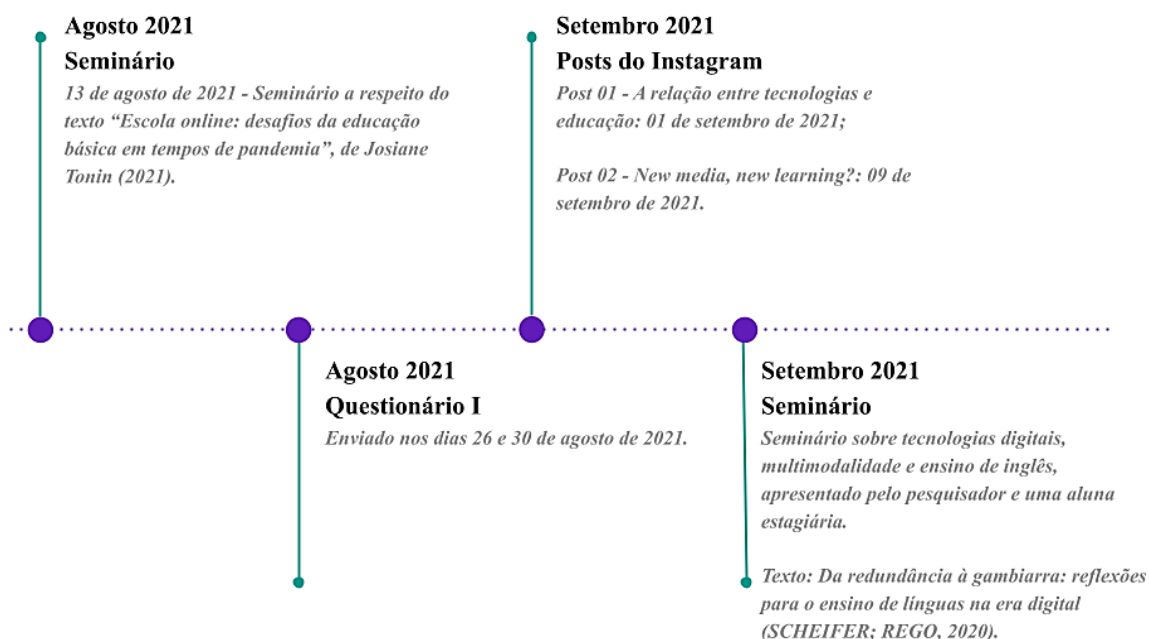 Agosto 2021
Seminário
13 de agosto de 2021 - Seminário a respeito do
texto “Escola online: desafios da educação
básica em tempos de pandemia”, de Josiane
Tonin (2021).
Agosto 2021
Questionário I
Enviado nos dias 26 e 30 de agosto de 2021.
Setembro 2021
Posts do Instagram
Post 01 - A relação entre tecnologias e
educação: 01 de setembro de 2021;
Post 02 - New media, new learning?: 09 de
setembro de 2021.
Setembro 2021
Seminário
Seminário sobre tecnologias digitais,
multimodalidade e ensino de inglês,
apresentado pelo pesquisador e uma aluna
estagiária.
Texto: Da redundância à gambiarra: reflexões
para o ensino de línguas na era digital
(SCHEIFER; REGO, 2020).